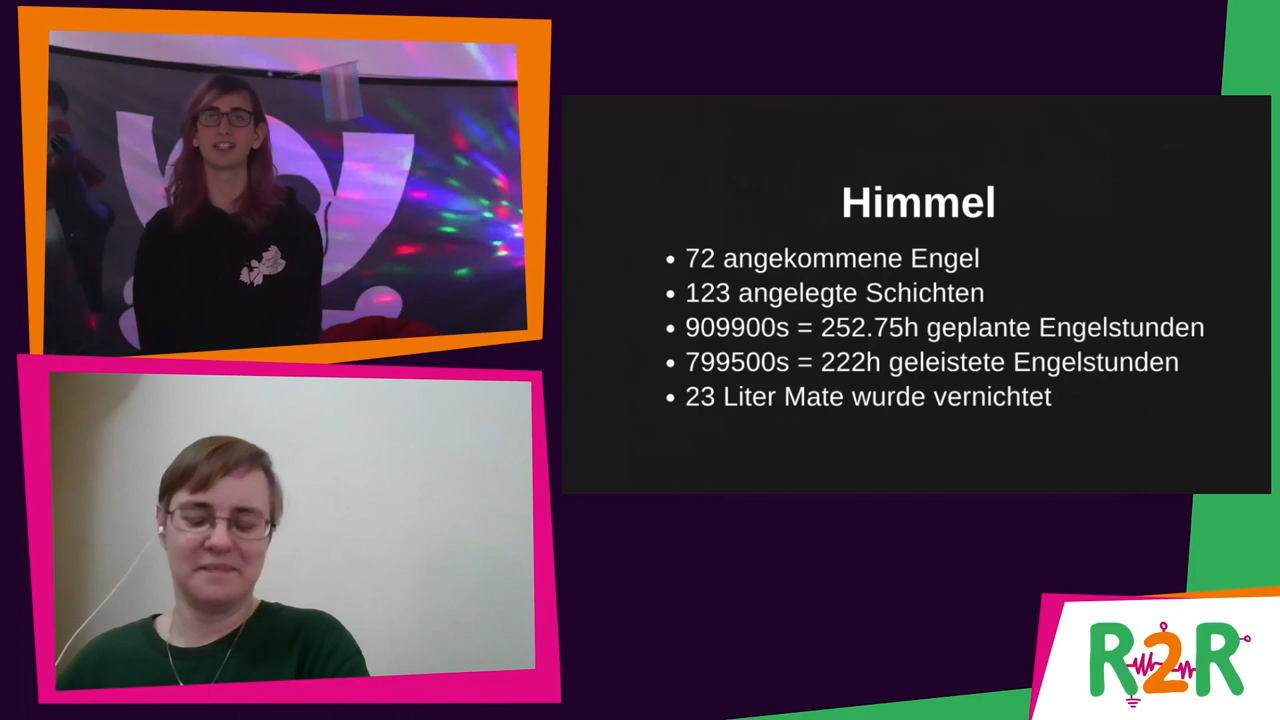 Himmel
• 72 angekommene Engel
• 123 angelegte Schichten
• 909900s = 252.75h geplante Engelstunden
• 799500s = 222h geleistete Engelstunden
• 23 Liter Mate wurde vernichtet
R2R